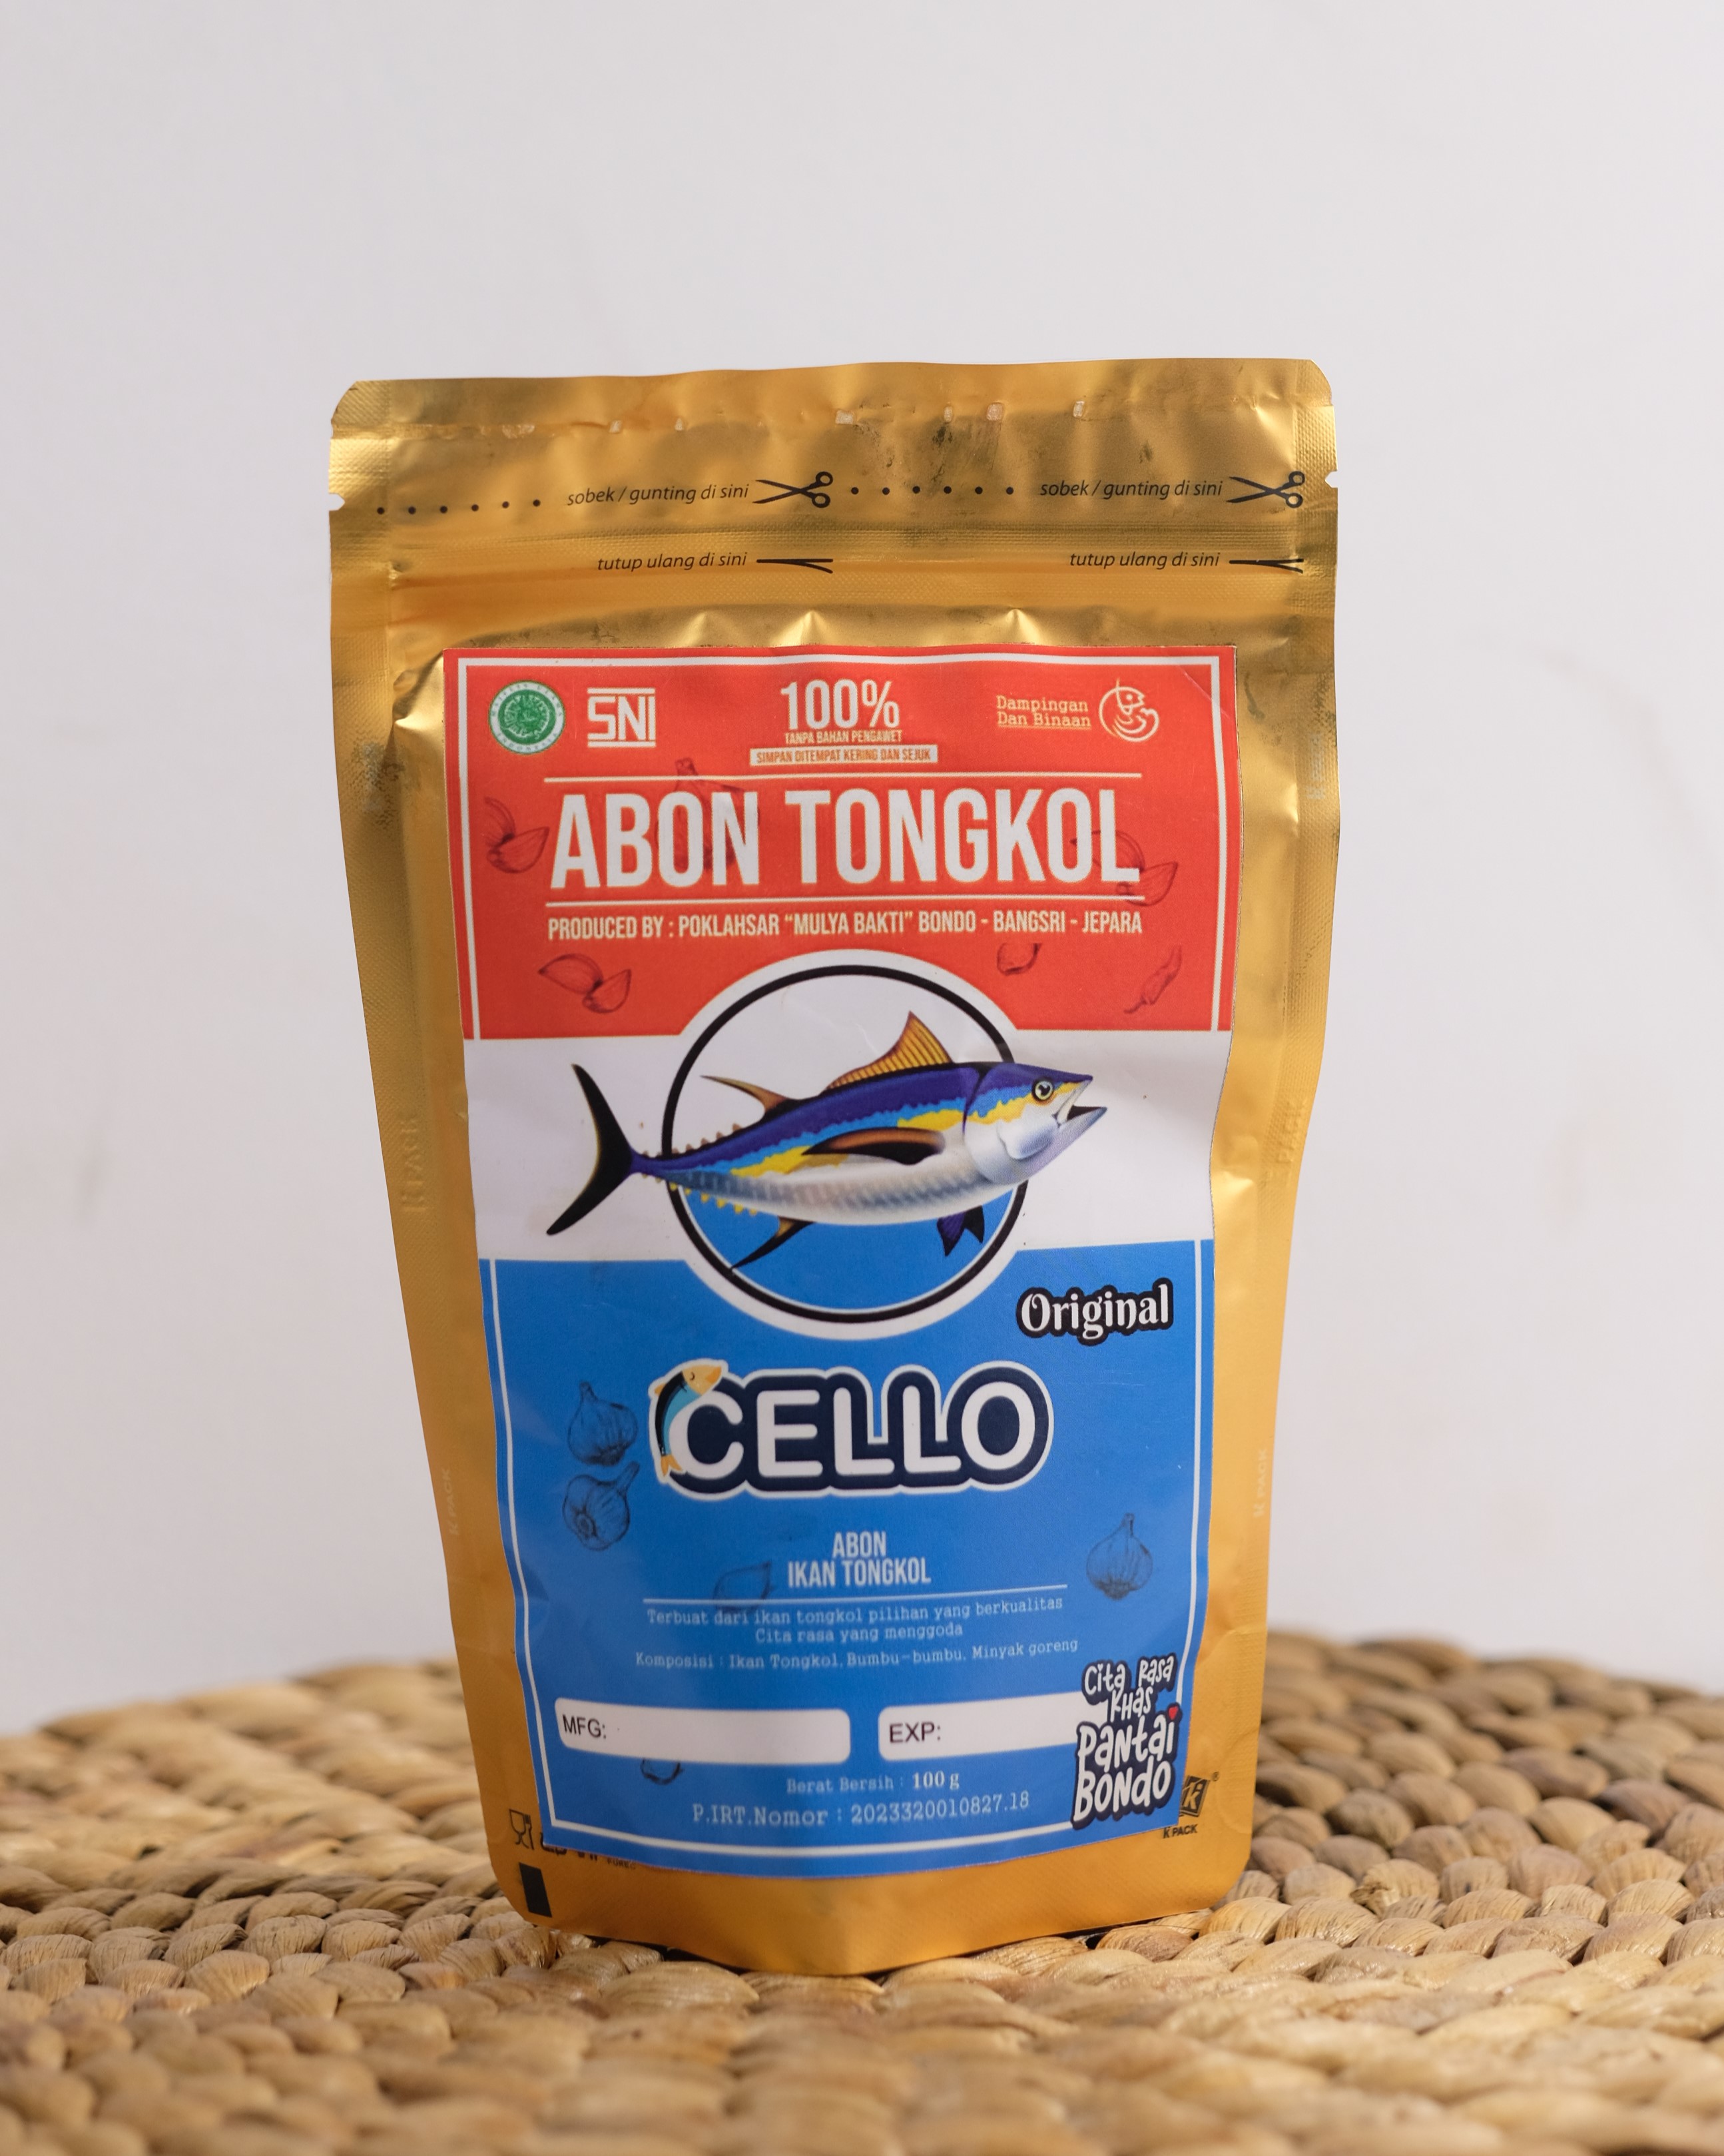 sobek / gunting di sini
sobek / gunting di sini
tutup ulang di sini
tutup ulang di sini
SNI
100%
TANPA BAHAN PENGAWET
SIMPAN DITEMPAT KERING DAN SEJUK
Dampingan
Dan Binaan
ABON TONGKOL
PRODUCED BY : POKLAHSAR “MULYA BAKTI” BONDO - BANGSRI - JEPARA
Original
CELLO
ABON
IKAN TONGKOL
Terbuat dari ikan tongkol pilihan yang berkualitas
Cita rasa yang menggoda
Komposisi : Ikan Tongkol, Bumbu-bumbu, Minyak goreng
MFG:
EXP:
Cita Rasa
Khas
Pantai
BONDO
Berat Bersih : 100 g
P.IRT.Nomor : 2023320010827.18
K PACK
K PACK
K PACK